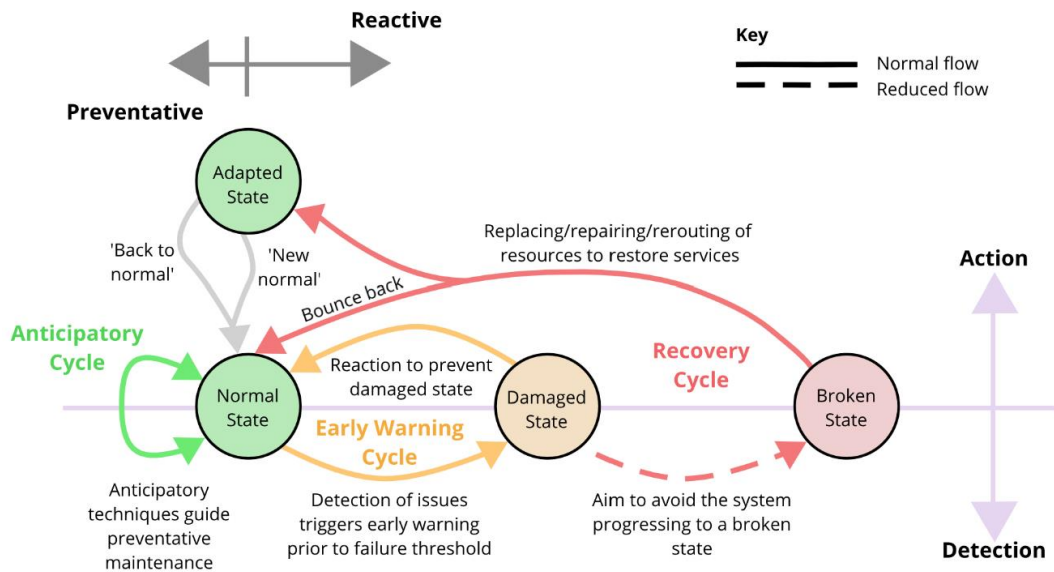 Reactive
Preventative
Key
Normal flow
Reduced flow
Adapted
State
'Back to
normal'
'New
normal'
Replacing/repairing/rerouting of
resources to restore services
Bounce back
Action
Anticipatory
Cycle
Reaction to prevent
damaged state
Recovery
Cycle
Normal
State
Damaged
State
Broken
State
Early Warning
Cycle
Anticipatory
techniques guide
preventative
maintenance
Detection of issues
triggers early warning
prior to failure threshold
Aim to avoid the system
progressing to a broken
state
Detection